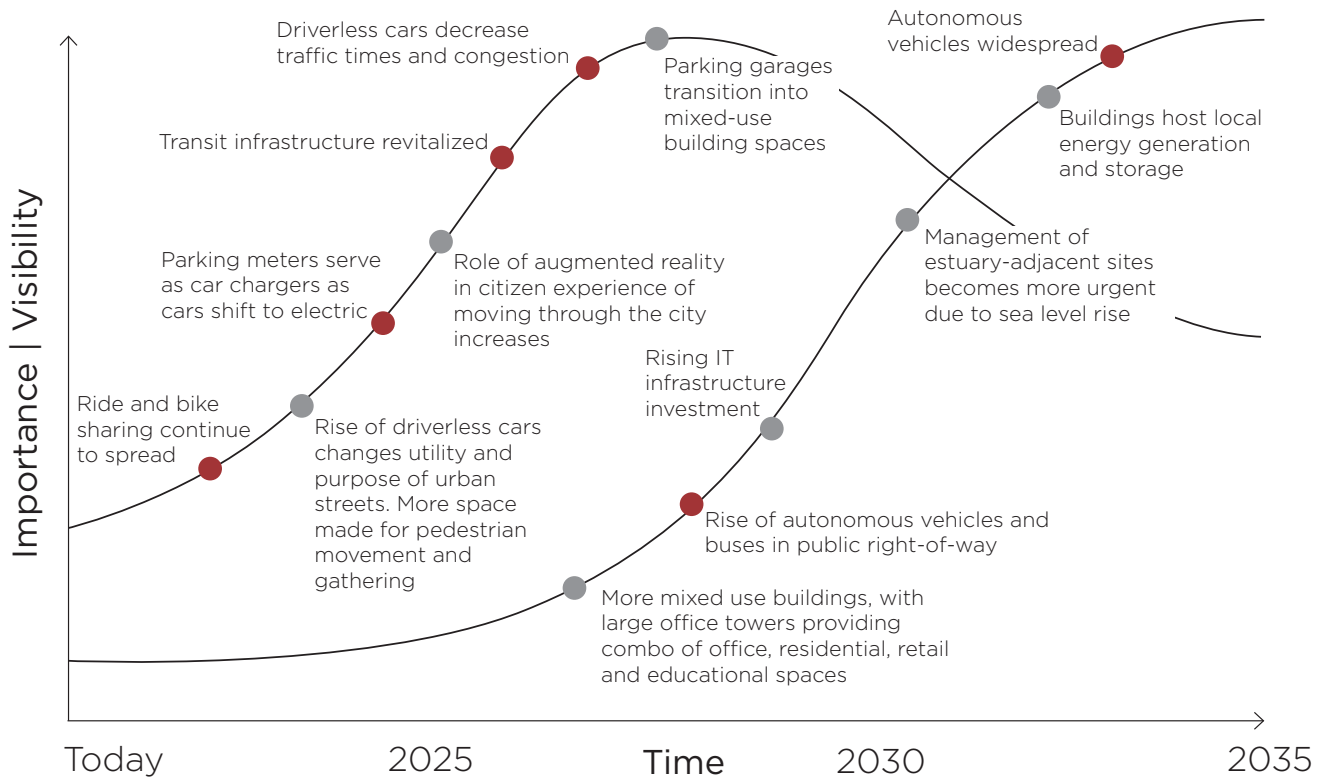 Importance | Visibility
Driverless cars decrease
traffic times and congestion
Parking garages
transition into
mixed-use
building spaces
Autonomous
vehicles widespread
Buildings host local
energy generation
and storage
Transit infrastructure revitalized
Parking meters serve
as car chargers as
cars shift to electric
Role of augmented reality
in citizen experience of
moving through the city
increases
Management of
estuary-adjacent sites
becomes more urgent
due to sea level rise
Ride and bike
sharing continue
to spread
Rise of driverless cars
changes utility and
purpose of urban
streets. More space
made for pedestrian
movement and
gathering
Rising IT
infrastructure
investment
Rise of autonomous vehicles and
buses in public right-of-way
More mixed use buildings, with
large office towers providing
combo of office, residential, retail
and educational spaces
Today
2025
Time
2030
2035